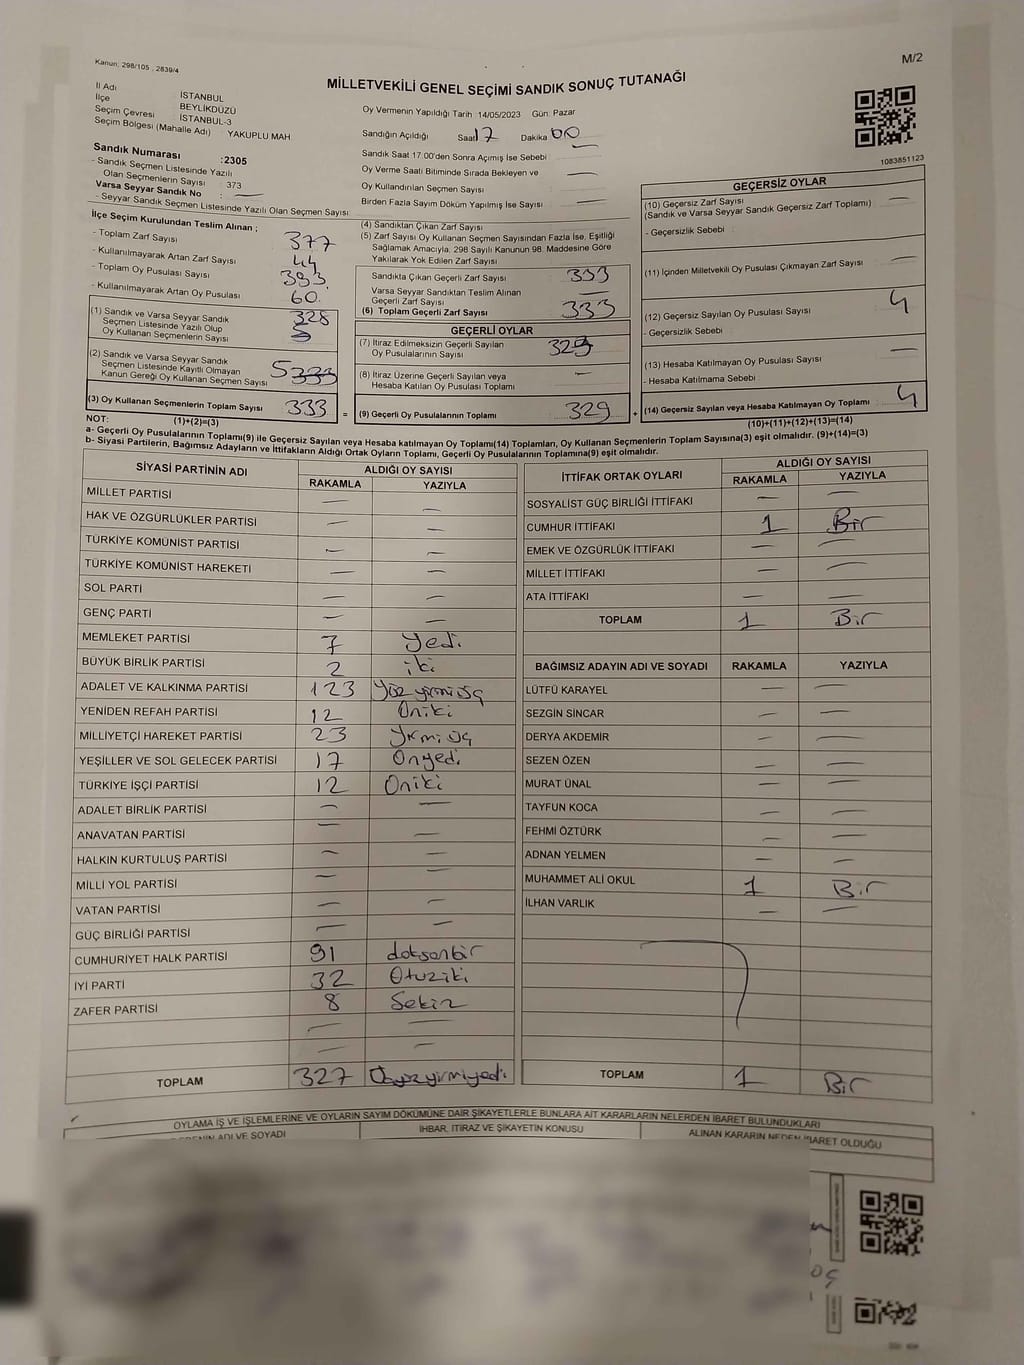 Kanun; 298/105 , 2839/4
M/2
MİLLETVEKİLİ GENEL SEÇİMİ SANDIK SONUÇ TUTANAĞI
İl Adı İSTANBUL
İlçe BEYLİKDÜZÜ
Seçim Çevresi İSTANBUL-3
Seçim Bölgesi (Mahalle Adı) YAKUPLU MAH
Sandık Numarası :2305
- Sandık Seçmen Listesinde Yazılı
Olan Seçmenlerin Sayısı 373
Varsa Seyyar Sandık No : —
- Seyyar Sandık Seçmen Listesinde Yazılı Olan Seçmen Sayısı
Oy Vermenin Yapıldığı Tarih 14/05/2023 Gün: Pazar
Sandığın Açıldığı Saat 17 Dakika 00
Sandık Saat 17:00'den Sonra Açımış İse Sebebi —
Oy Verme Saati Bitiminde Sırada Bekleyen ve
Oy Kullandırılan Seçmen Sayısı —
Birden Fazla Sayım Döküm Yapılmış İse Sayısı —
1083851123
İlçe Seçim Kurulundan Teslim Alınan ;
- Toplam Zarf Sayısı 377
- Kullanılmayarak Artan Zarf Sayısı 44
- Toplam Oy Pusulası Sayısı 393
- Kullanılmayarak Artan Oy Pusulası 60
(1) Sandık ve Varsa Seyyar Sandık
Seçmen Listesinde Yazılı Olup
Oy Kullanan Seçmenlerin Sayısı 328
(2) Sandık ve Varsa Seyyar Sandık
Seçmen Listesinde Kayıtlı Olmayan
Kanun Gereği Oy Kullanan Seçmen Sayısı 5
(3) Oy Kullanan Seçmenlerin Toplam Sayısı 333 =
(1)+(2)=(3)
(4) Sandıktan Çıkan Zarf Sayısı
(5) Zarf Sayısı Oy Kullanan Seçmen Sayısından Fazla İse, Eşitliği
Sağlamak Amacıyla, 298 Sayılı Kanunun 98. Maddesine Göre
Yakılarak Yok Edilen Zarf Sayısı
Sandıkta Çıkan Geçerli Zarf Sayısı 333
Varsa Seyyar Sandıktan Teslim Alınan
Geçerli Zarf Sayısı —
(6) Toplam Geçerli Zarf Sayısı 333
GEÇERLİ OYLAR
(7) İtiraz Edilmeksizin Geçerli Sayılan
Oy Pusulalarının Sayısı 329
(8) İtiraz Üzerine Geçerli Sayılan veya
Hesaba Katılan Oy Pusulası Toplamı —
(9) Geçerli Oy Pusulalarının Toplamı 329 +
GEÇERSİZ OYLAR
(10) Geçersiz Zarf Sayısı —
(Sandık ve Varsa Seyyar Sandık Geçersiz Zarf Toplamı)
- Geçersizlik Sebebi :
(11) İçinden Milletvekili Oy Pusulası Çıkmayan Zarf Sayısı —
(12) Geçersiz Sayılan Oy Pusulası Sayısı 4
- Geçersizlik Sebebi :
(13) Hesaba Katılmayan Oy Pusulası Sayısı —
- Hesaba Katılmama Sebebi :
(14) Geçersiz Sayılan veya Hesaba Katılmayan Oy Toplamı 4
(10)+(11)+(12)+(13)=(14)
NOT:
a- Geçerli Oy Pusulalarının Toplamı(9) ile Geçersiz Sayılan veya Hesaba katılmayan Oy Toplamı(14) Toplamları, Oy Kullanan Seçmenlerin Toplam Sayısına(3) eşit olmalıdır. (9)+(14)=(3)
b- Siyasi Partilerin, Bağımsız Adayların ve İttifakların Aldığı Ortak Oyların Toplamı, Geçerli Oy Pusulalarının Toplamına(9) eşit olmalıdır.
SİYASİ PARTİNİN ADI ALDIĞI OY SAYISI
RAKAMLA YAZIYLA
MİLLET PARTİSİ — —
HAK VE ÖZGÜRLÜKLER PARTİSİ — —
TÜRKİYE KOMÜNİST PARTİSİ — —
TÜRKİYE KOMÜNİST HAREKETİ — —
SOL PARTİ — —
GENÇ PARTİ — —
MEMLEKET PARTİSİ 7 Yedi
BÜYÜK BİRLİK PARTİSİ 2 iki
ADALET VE KALKINMA PARTİSİ 123 Yüz yirmi üç
YENİDEN REFAH PARTİSİ 12 Oniki
MİLLİYETÇİ HAREKET PARTİSİ 23 Yrmi üç
YEŞİLLER VE SOL GELECEK PARTİSİ 17 Onyedi
TÜRKİYE İŞÇİ PARTİSİ 12 Oniki
ADALET BİRLİK PARTİSİ — —
ANAVATAN PARTİSİ — —
HALKIN KURTULUŞ PARTİSİ — —
MİLLİ YOL PARTİSİ — —
VATAN PARTİSİ — —
GÜÇ BİRLİĞİ PARTİSİ — —
CUMHURİYET HALK PARTİSİ 91 doksanbir
İYİ PARTİ 32 Otuziki
ZAFER PARTİSİ 8 Sekiz
TOPLAM 327 Üçyüzyirmiyedi
İTTİFAK ORTAK OYLARI ALDIĞI OY SAYISI
RAKAMLA YAZIYLA
SOSYALİST GÜÇ BİRLİĞİ İTTİFAKI — —
CUMHUR İTTİFAKI 1 Bir
EMEK VE ÖZGÜRLÜK İTTİFAKI — —
MİLLET İTTİFAKI — —
ATA İTTİFAKI — —
TOPLAM 1 Bir
BAĞIMSIZ ADAYIN ADI VE SOYADI RAKAMLA YAZIYLA
LÜTFÜ KARAYEL — —
SEZGİN SİNCAR — —
DERYA AKDEMİR — —
SEZEN ÖZEN — —
MURAT ÜNAL — —
TAYFUN KOCA — —
FEHMİ ÖZTÜRK — —
ADNAN YELMEN — —
MUHAMMET ALİ OKUL 1 Bir
İLHAN VARLIK — —
TOPLAM 1 Bir
OYLAMA İŞ VE İŞLEMLERİNE VE OYLARIN SAYIM DÖKÜMÜNE DAİR ŞİKAYETLERLE BUNLARA AİT KARARLARIN NELERDEN İBARET BULUNDUKLARI
ADI VE SOYADI İHBAR, İTİRAZ VE ŞİKAYETİN KONUSU ALINAN KARARIN NEDEN İBARET OLDUĞU